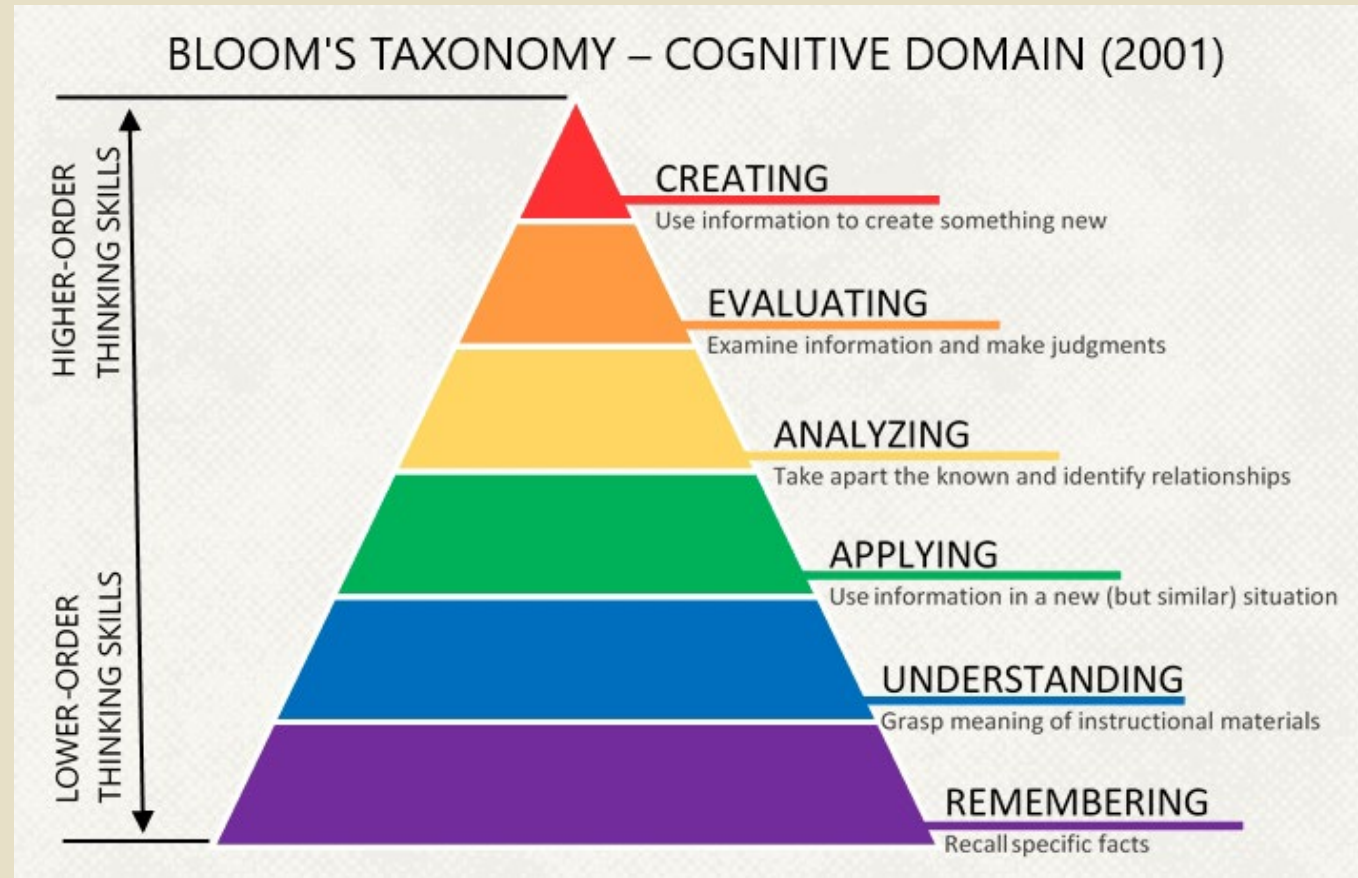 BLOOM'S TAXONOMY – COGNITIVE DOMAIN (2001)
HIGHER-ORDER
THINKING SKILLS
LOWER-ORDER
THINKING SKILLS
CREATING
Use information to create something new
EVALUATING
Examine information and make judgments
ANALYZING
Take apart the known and identify relationships
APPLYING
Use information in a new (but similar) situation
UNDERSTANDING
Grasp meaning of instructional materials
REMEMBERING
Recall specific facts